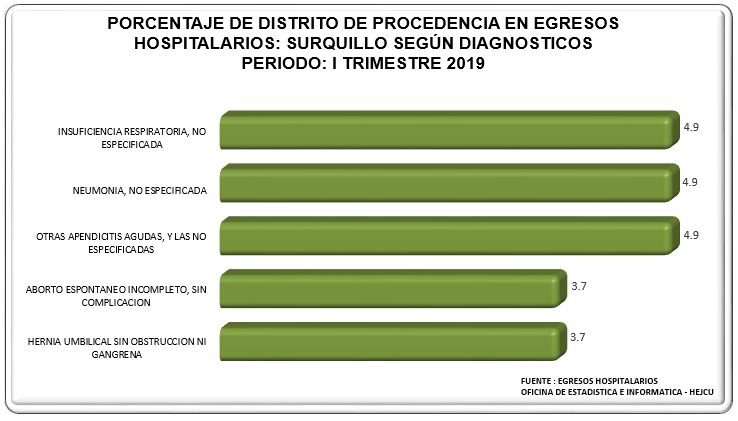 PORCENTAJE DE DISTRITO DE PROCEDENCIA EN EGRESOS
HOSPITALARIOS: SURQUILLO SEGÚN DIAGNOSTICOS
PERIODO: I TRIMESTRE 2019
INSUFICIENCIA RESPIRATORIA, NO
ESPECIFICADA
4.9
NEUMONIA, NO ESPECIFICADA
4.9
OTRAS APENDICITIS AGUDAS, Y LAS NO
ESPECIFICADAS
4.9
ABORTO ESPONTANEO INCOMPLETO, SIN
COMPLICACION
3.7
HERNIA UMBILICAL SIN OBSTRUCCION NI
GANGRENA
3.7
FUENTE : EGRESOS HOSPITALARIOS
OFICINA DE ESTADISTICA E INFORMATICA - HEJCU